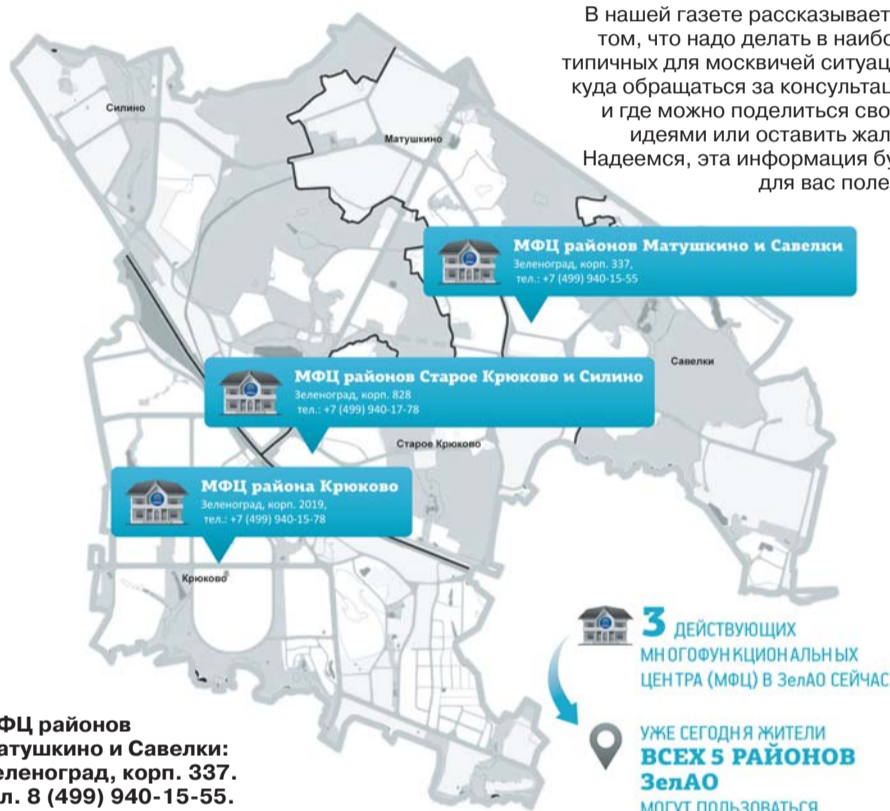 В нашей газете рассказывает
том, что надо делать в наибо
типичных для москвичей ситуац
куда обращаться за консультац
и где можно поделиться сво
идеями или оставить жал
Надеемся, эта информация бу
для вас поле
Силино
Матушкино
МФЦ районов Матушкино и Савелки
Зеленоград, корп. 337,
тел.: +7 (499) 940-15-55
Савелки
МФЦ районов Старое Крюково и Силино
Зеленоград, корп. 828
тел.: +7 (499) 940-17-78
Старое Крюково
МФЦ района Крюково
Зеленоград, корп. 2019,
тел.: +7 (499) 940-15-78
Крюково
3 ДЕЙСТВУЮЩИХ
МНОГОФУНКЦИОНАЛЬНЫХ
ЦЕНТРА (МФЦ) В ЗелАО СЕЙЧАС
УЖЕ СЕГОДНЯ ЖИТЕЛИ
ВСЕХ 5 РАЙОНОВ
ЗелАО
МОГУТ ПОЛЬЗОВАТЬСЯ
ФЦ районов
атушкино и Савелки:
еленоград, корп. 337.
л. 8 (499) 940-15-55.